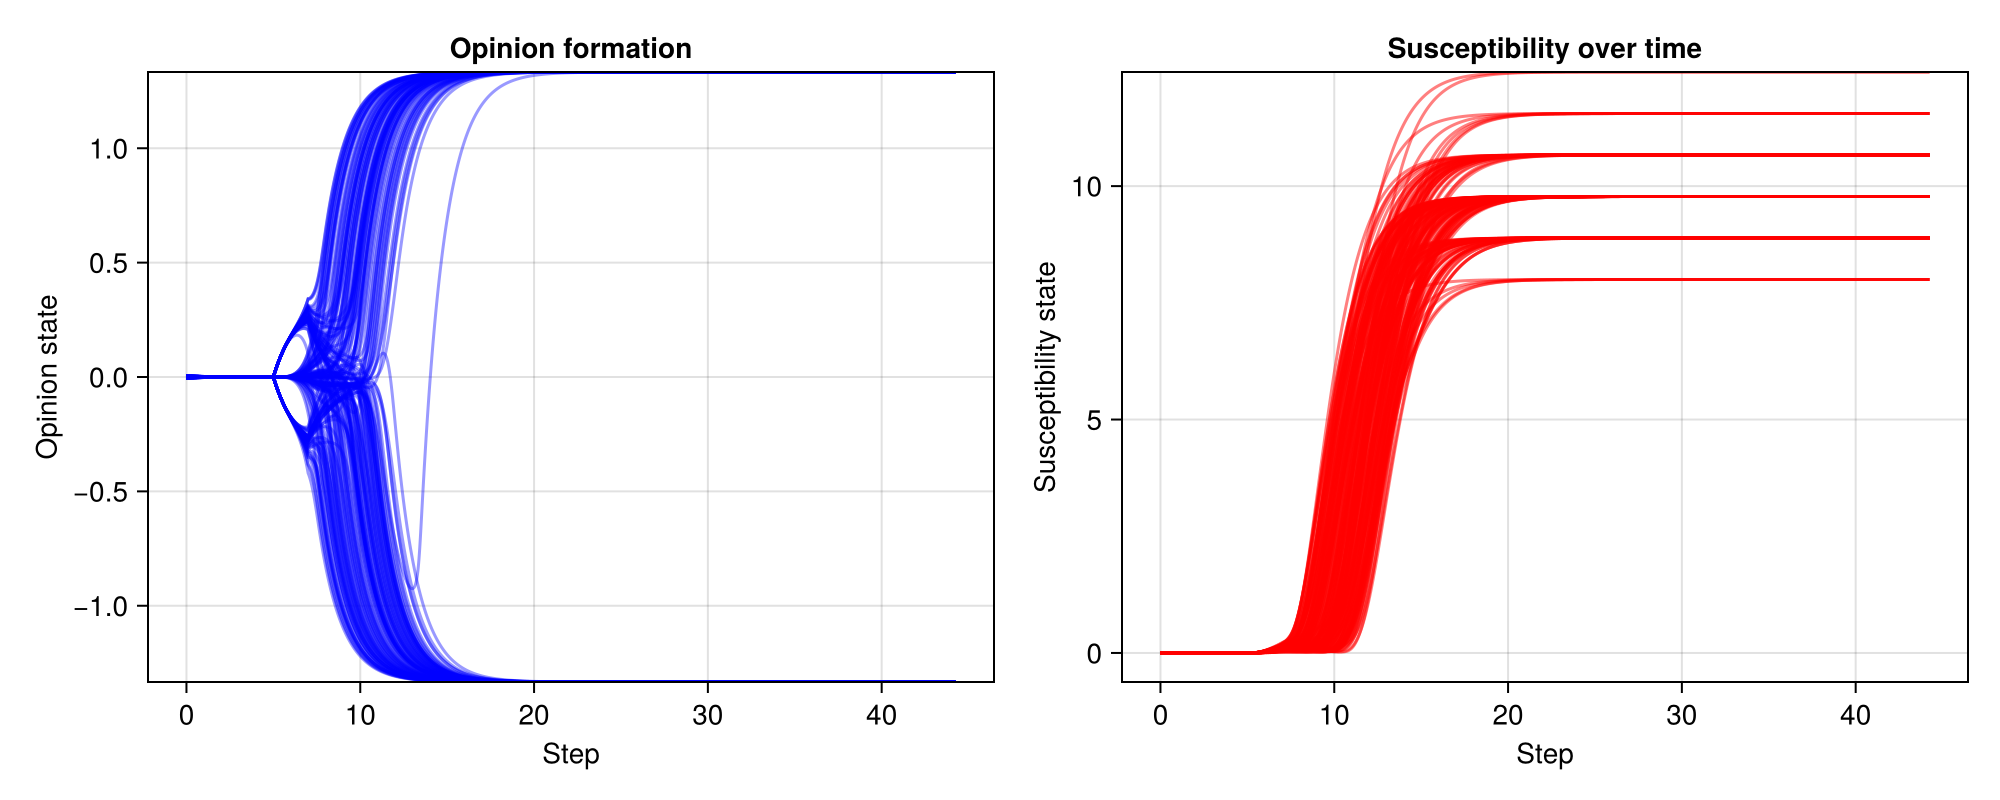 Opinion formation
Opinion state
1.0
0.5
0.0
−0.5
−1.0
0 10 20 30 40
Step
Susceptibility over time
Susceptibility state
10
5
0
0 10 20 30 40
Step